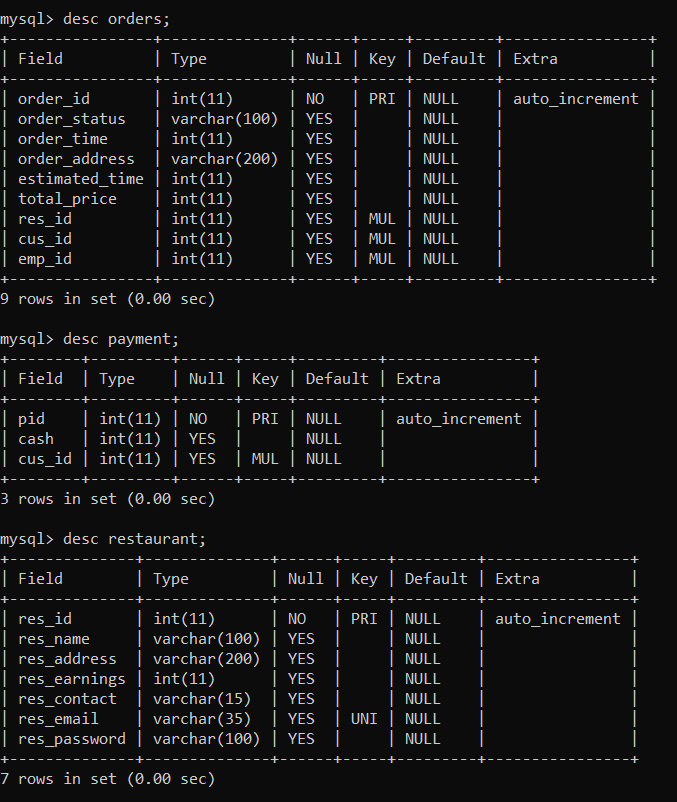 mysql> desc orders;
+----------------+--------------+------+-----+---------+----------------+
| Field          | Type         | Null | Key | Default | Extra          |
+----------------+--------------+------+-----+---------+----------------+
| order_id       | int(11)      | NO   | PRI | NULL    | auto_increment |
| order_status   | varchar(100) | YES  |     | NULL    |                |
| order_time     | int(11)      | YES  |     | NULL    |                |
| order_address  | varchar(200) | YES  |     | NULL    |                |
| estimated_time | int(11)      | YES  |     | NULL    |                |
| total_price    | int(11)      | YES  |     | NULL    |                |
| res_id         | int(11)      | YES  | MUL | NULL    |                |
| cus_id         | int(11)      | YES  | MUL | NULL    |                |
| emp_id         | int(11)      | YES  | MUL | NULL    |                |
+----------------+--------------+------+-----+---------+----------------+
9 rows in set (0.00 sec)

mysql> desc payment;
+--------+---------+------+-----+---------+----------------+
| Field  | Type    | Null | Key | Default | Extra          |
+--------+---------+------+-----+---------+----------------+
| pid    | int(11) | NO   | PRI | NULL    | auto_increment |
| cash   | int(11) | YES  |     | NULL    |                |
| cus_id | int(11) | YES  | MUL | NULL    |                |
+--------+---------+------+-----+---------+----------------+
3 rows in set (0.00 sec)

mysql> desc restaurant;
+--------------+--------------+------+-----+---------+----------------+
| Field        | Type         | Null | Key | Default | Extra          |
+--------------+--------------+------+-----+---------+----------------+
| res_id       | int(11)      | NO   | PRI | NULL    | auto_increment |
| res_name     | varchar(100) | YES  |     | NULL    |                |
| res_address  | varchar(200) | YES  |     | NULL    |                |
| res_earnings | int(11)      | YES  |     | NULL    |                |
| res_contact  | varchar(15)  | YES  |     | NULL    |                |
| res_email    | varchar(35)  | YES  | UNI | NULL    |                |
| res_password | varchar(100) | YES  |     | NULL    |                |
+--------------+--------------+------+-----+---------+----------------+
7 rows in set (0.00 sec)